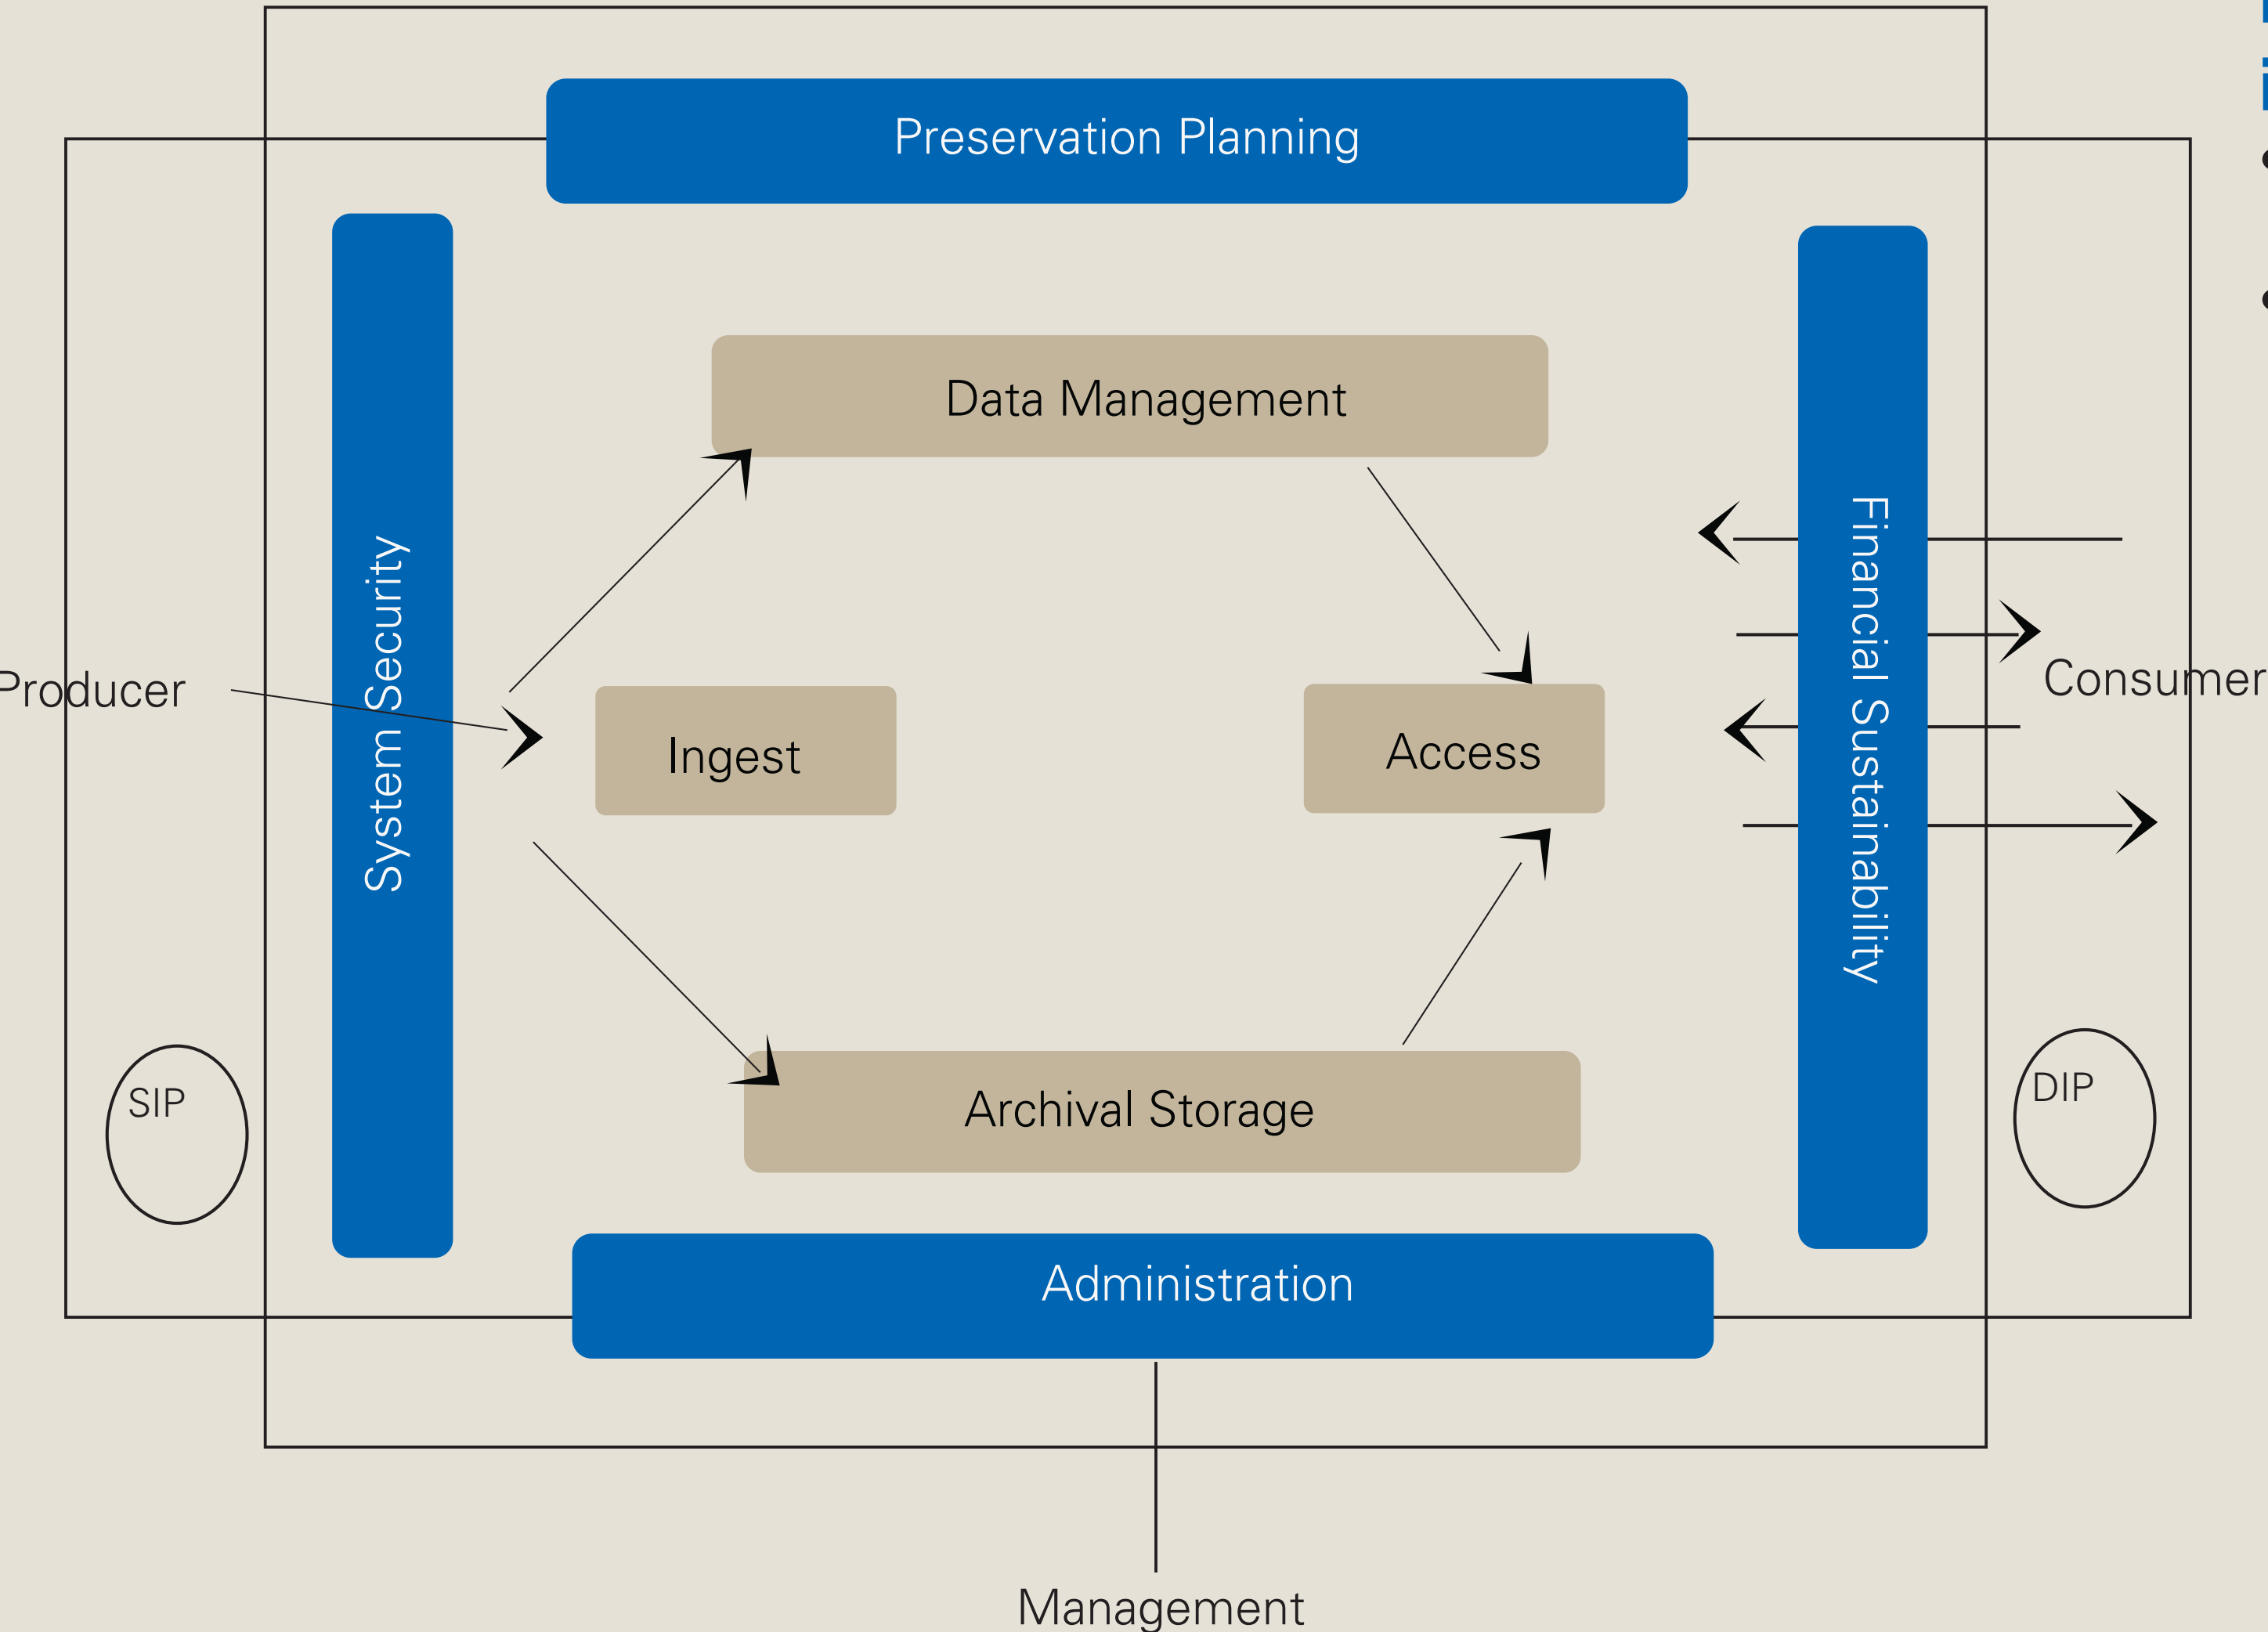 Preservation Planning
Data Management
System Security
Financial Sustainability
Producer
Consumer
Ingest
Access
SIP
DIP
Archival Storage
Administration
Management